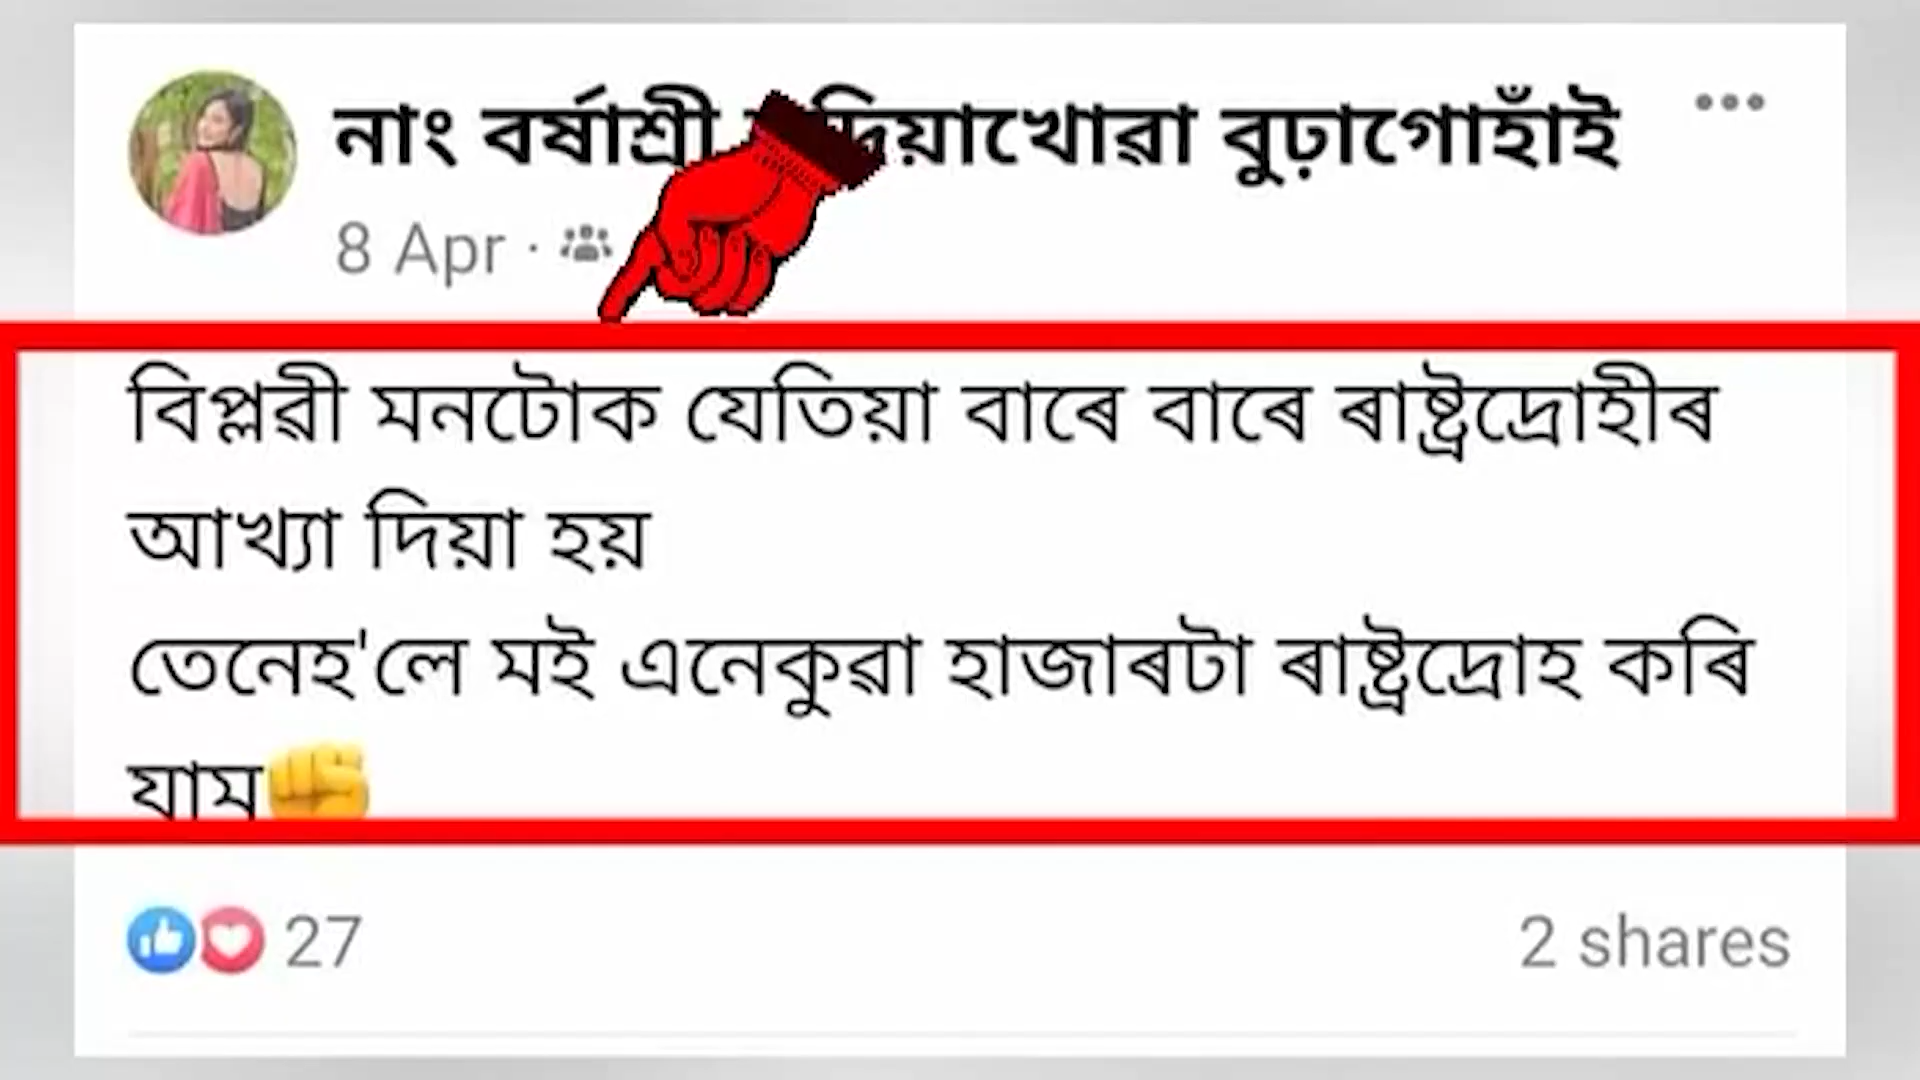 নাং বৰ্ষাশ্ৰী বুঢ়াগোহাঁই
8 Apr ·
বিপ্লৱী মনটোক যেতিয়া বাৰে বাৰে ৰাষ্ট্ৰদ্ৰোহীৰ
আখ্যা দিয়া হয়
তেনেহ'লে মই এনেকুৱা হাজাৰটা ৰাষ্ট্ৰদ্ৰোহ কৰি
যাম✊
27
2 shares